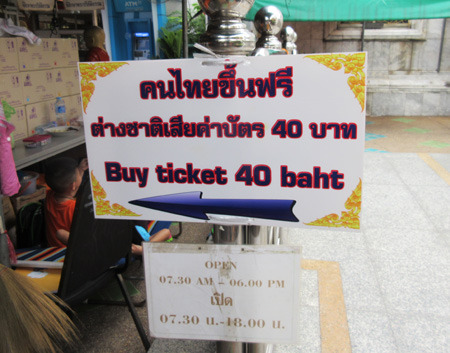 คนไทยขึ้นฟรี
ต่างชาติเสียค่าบัตร 40 บาท
Buy ticket 40 baht
OPEN
07.30 AM - 06.00 PM
เปิด
07.30 น.-18.00 น.